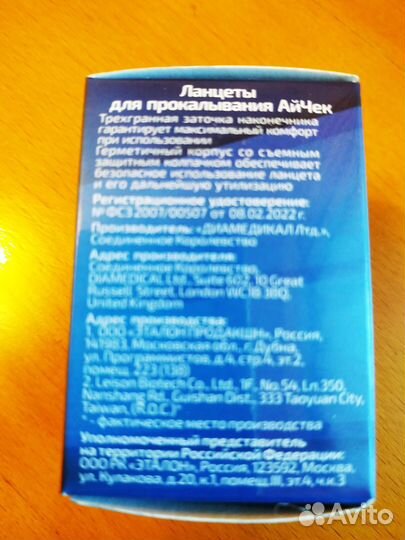 Ланцеты
для прокалывания АйЧек
Трехгранная заточка наконечника
гарантирует максимальный комфорт
при использовании
Герметичный корпус со съемным
защитным колпачком обеспечивает
безопасное использование ланцета
и его дальнейшую утилизацию
Регистрационное удостоверение:
№ ФСЗ 2007/00507 от 08.02.2022 г.
Производитель: «ДИАМЕДИКАЛ Лтд.»,
Соединенное Королевство
Адрес производителя:
Соединенное Королевство,
DIAMEDICAL Ltd., Suite 602, 10 Great
Russell, Street, London WC1B 3BQ,
United Kingdom
Адрес производства:
1. ООО «ЭТАЛОН ПРОДАКШН», Россия,
141983, Московская обл., г. Дубна,
ул. Программистов, д.4, стр.4, эт.2,
помещ. 223 (138)
2. Leison Biotech Co., Ltd., 1F., No.54, Ln.350,
Nanshang Rd., Guishan Dist., 333 Taoyuan City,
Taiwan, (R.O.C.)*
* - фактическое место производства
Уполномоченный представитель
на территории Российской Федерации:
ООО РК «ЭТАЛОН», Россия, 123592, Москва,
ул. Кулакова, д.20, к.1, помещ.III, эт.4, ч.к.3
Avito